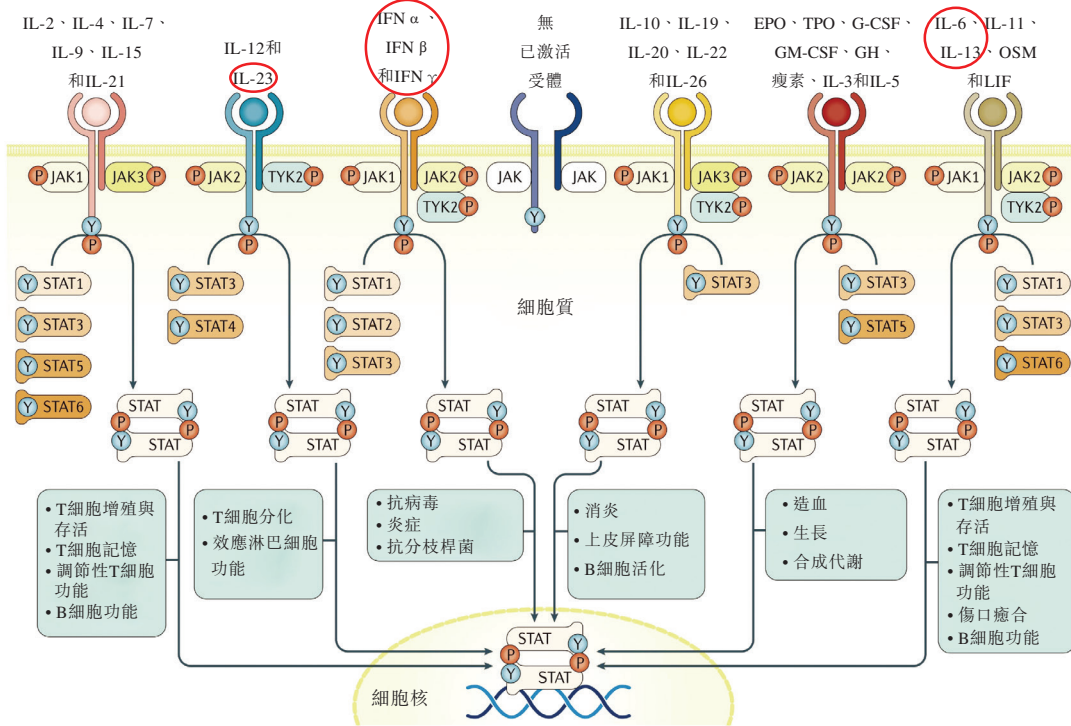 IL-2、IL-4、IL-7、
IL-9、IL-15
和IL-21
IL-12和
IL-23
IFN α、
IFN β
和IFN γ
無
已激活
受體
IL-10、IL-19、
IL-20、IL-22
和IL-26
EPO、TPO、G-CSF、
GM-CSF、GH、
瘦素、IL-3和IL-5
IL-6、IL-11、
IL-13、OSM
和LIF
P JAK1 JAK3 P
P JAK2 TYK2 P
P JAK1 JAK2 P
TYK2 P
JAK JAK
P JAK1 JAK3 P
TYK2 P
P JAK2 JAK2 P
P JAK1 JAK2 P
TYK2 P
Y
P
Y
P
Y
P
Y
Y
P
Y
P
Y
P
Y STAT1
Y STAT3
Y STAT5
Y STAT6
Y STAT3
Y STAT4
Y STAT1
Y STAT2
Y STAT3
細胞質
Y STAT3
Y STAT3
Y STAT5
Y STAT1
Y STAT3
Y STAT6
STAT Y
P P
Y STAT
STAT Y
P P
Y STAT
STAT Y
P P
Y STAT
STAT Y
P P
Y STAT
STAT Y
P P
Y STAT
STAT Y
P P
Y STAT
• T細胞增殖與
存活
• T細胞記憶
• 調節性T細胞
功能
• B細胞功能
• T細胞分化
• 效應淋巴細胞
功能
• 抗病毒
• 炎症
• 抗分枝桿菌
• 消炎
• 上皮屏障功能
• B細胞活化
• 造血
• 生長
• 合成代謝
• T細胞增殖與
存活
• T細胞記憶
• 調節性T細胞
功能
• 傷口癒合
• B細胞功能
STAT Y
P P
Y STAT
細胞核